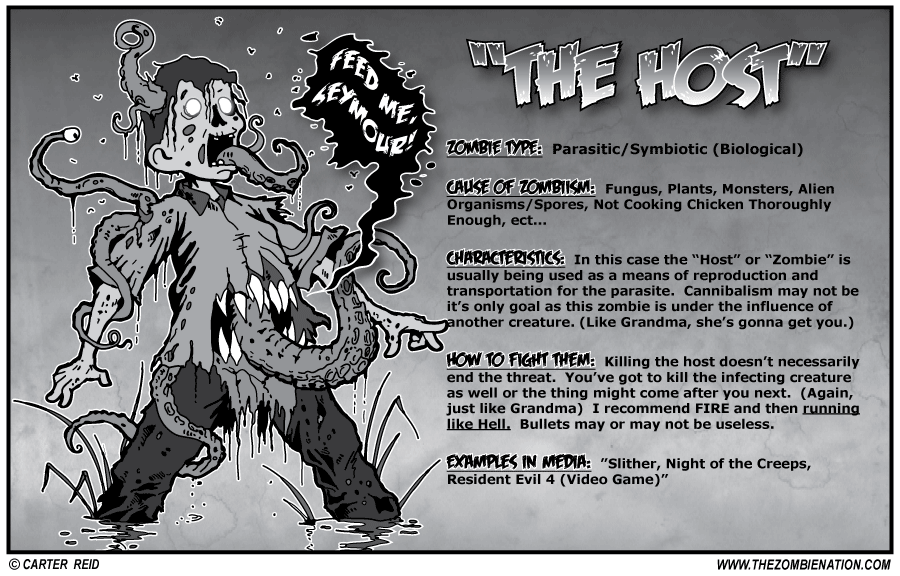 "THE HOST"
FEED ME,
SEYMOUR!
ZOMBIE TYPE: Parasitic/Symbiotic (Biological)
CAUSE OF ZOMBIISM: Fungus, Plants, Monsters, Alien
Organisms/Spores, Not Cooking Chicken Thoroughly
Enough, ect...
CHARACTERISTICS: In this case the “Host” or “Zombie” is
usually being used as a means of reproduction and
transportation for the parasite. Cannibalism may not be
it’s only goal as this zombie is under the influence of
another creature. (Like Grandma, she’s gonna get you.)
HOW TO FIGHT THEM: Killing the host doesn’t necessarily
end the threat. You’ve got to kill the infecting creature
as well or the thing might come after you next. (Again,
just like Grandma) I recommend FIRE and then running
like Hell. Bullets may or may not be useless.
EXAMPLES IN MEDIA: ”Slither, Night of the Creeps,
Resident Evil 4 (Video Game)”
© CARTER REID
WWW.THEZOMBIENATION.COM